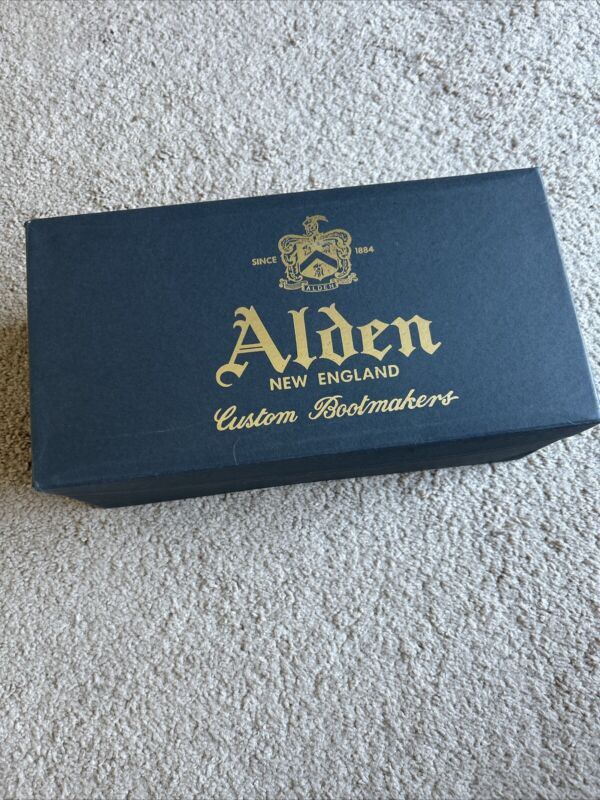 SINCE 1884
ALDEN
Alden
NEW ENGLAND
Custom Bootmakers